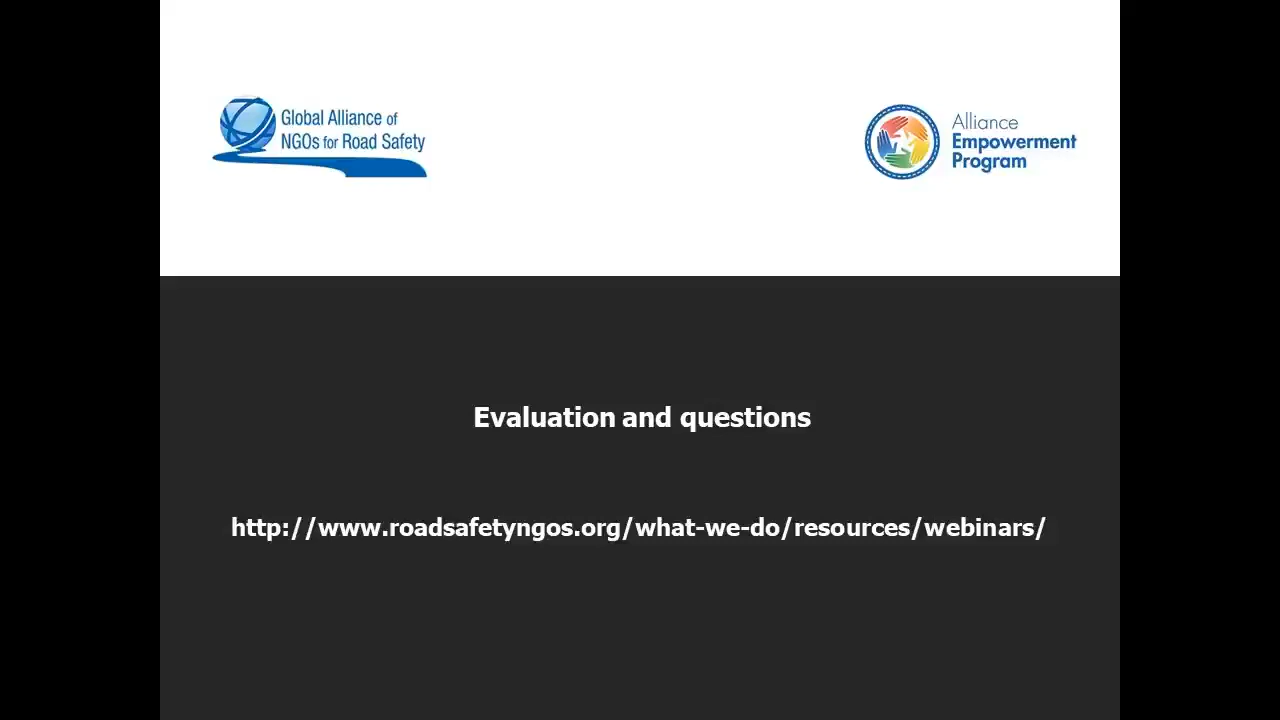 Global Alliance of
NGOs for Road Safety
Alliance
Empowerment
Program
Evaluation and questions
http://www.roadsafetyngos.org/what-we-do/resources/webinars/